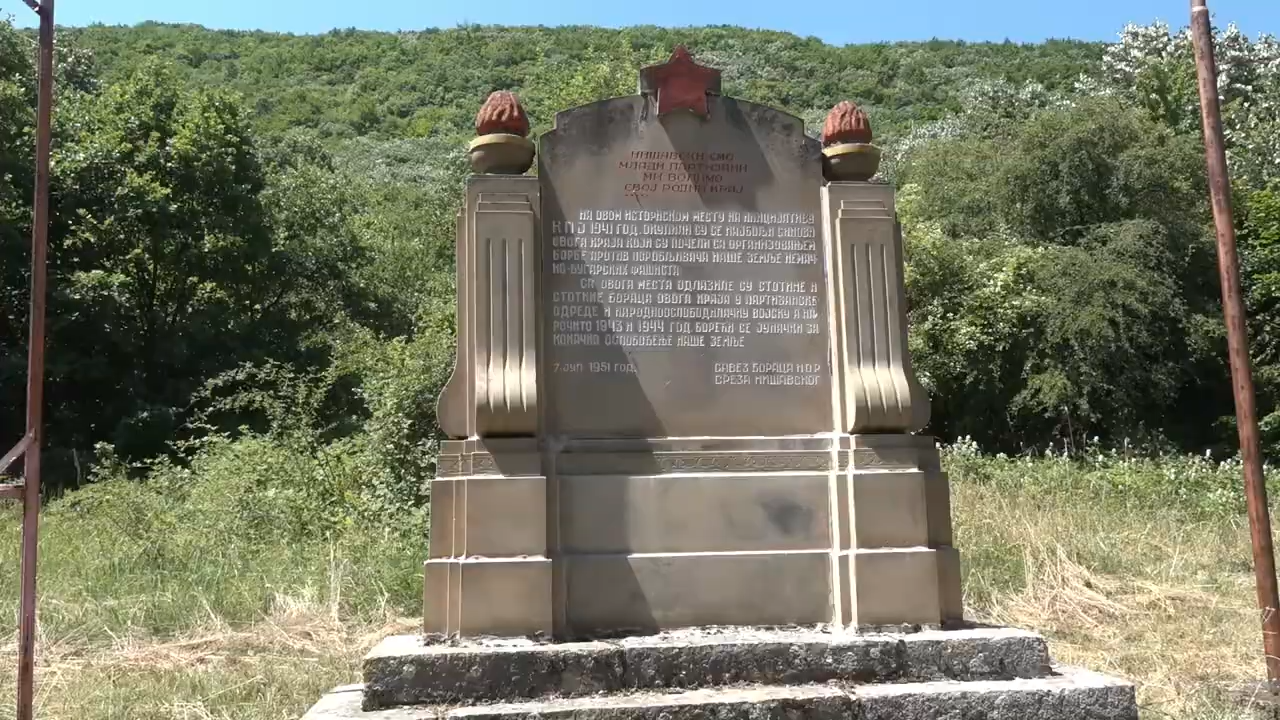 НИШАВСКИ СМО
МЛАДИ ПАРТИЗАНИ
МИ ВОЛИМО
СВОЈ РОДНИ КРАЈ
НА ОВОМ ИСТОРИСКОМ МЕСТУ НА ИНИЦИЈАТИВУ
КПЈ 1941 ГОД. ОКУПИЛИ СУ СЕ НАЈБОЉИ СИНОВИ
ОВОГА КРАЈА КОЈИ СУ ПОЧЕЛИ СА ОРГАНИЗОВАЊЕМ
БОРБЕ ПРОТИВ ПОРОБЉИВАЧА НАШЕ ЗЕМЉЕ НЕМАЧ
КО-БУГАРСКИХ ФАШИСТА
СА ОВОГА МЕСТА ОДЛАЗИЛЕ СУ СТОТИНЕ И
СТОТИНЕ БОРАЦА ОВОГА КРАЈА У ПАРТИЗАНСКЕ
ОДРЕДЕ И НАРОДНООСЛОБОДИЛАЧКУ ВОЈСКУ А НА
РОЧИТО 1943 И 1944 ГОД БОРЕЋИ СЕ ЈУНАЧКИ ЗА
КОНАЧНО ОСЛОБОЂЕЊЕ НАШЕ ЗЕМЉЕ
7 ЈУЛ 1951 ГОД. САВЕЗ БОРАЦА НОР
СРЕЗА НИШАВСКОГ